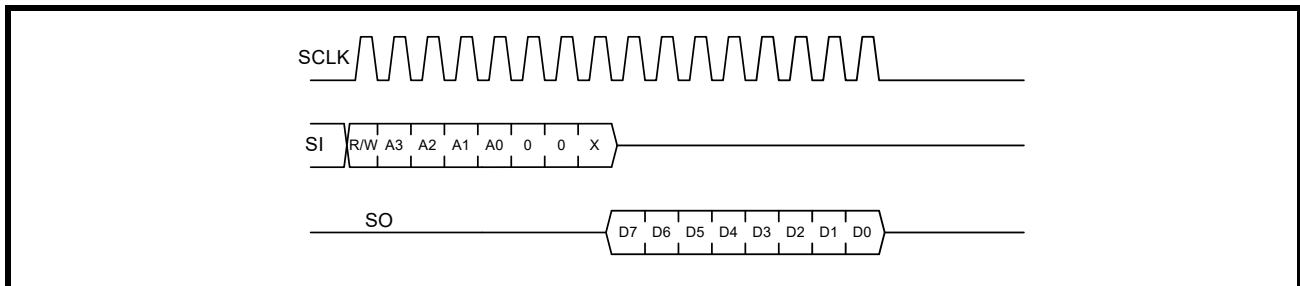 SCLK
SI R/W A3 A2 A1 A0 0 0 X
SO
D7 D6 D5 D4 D3 D2 D1 D0